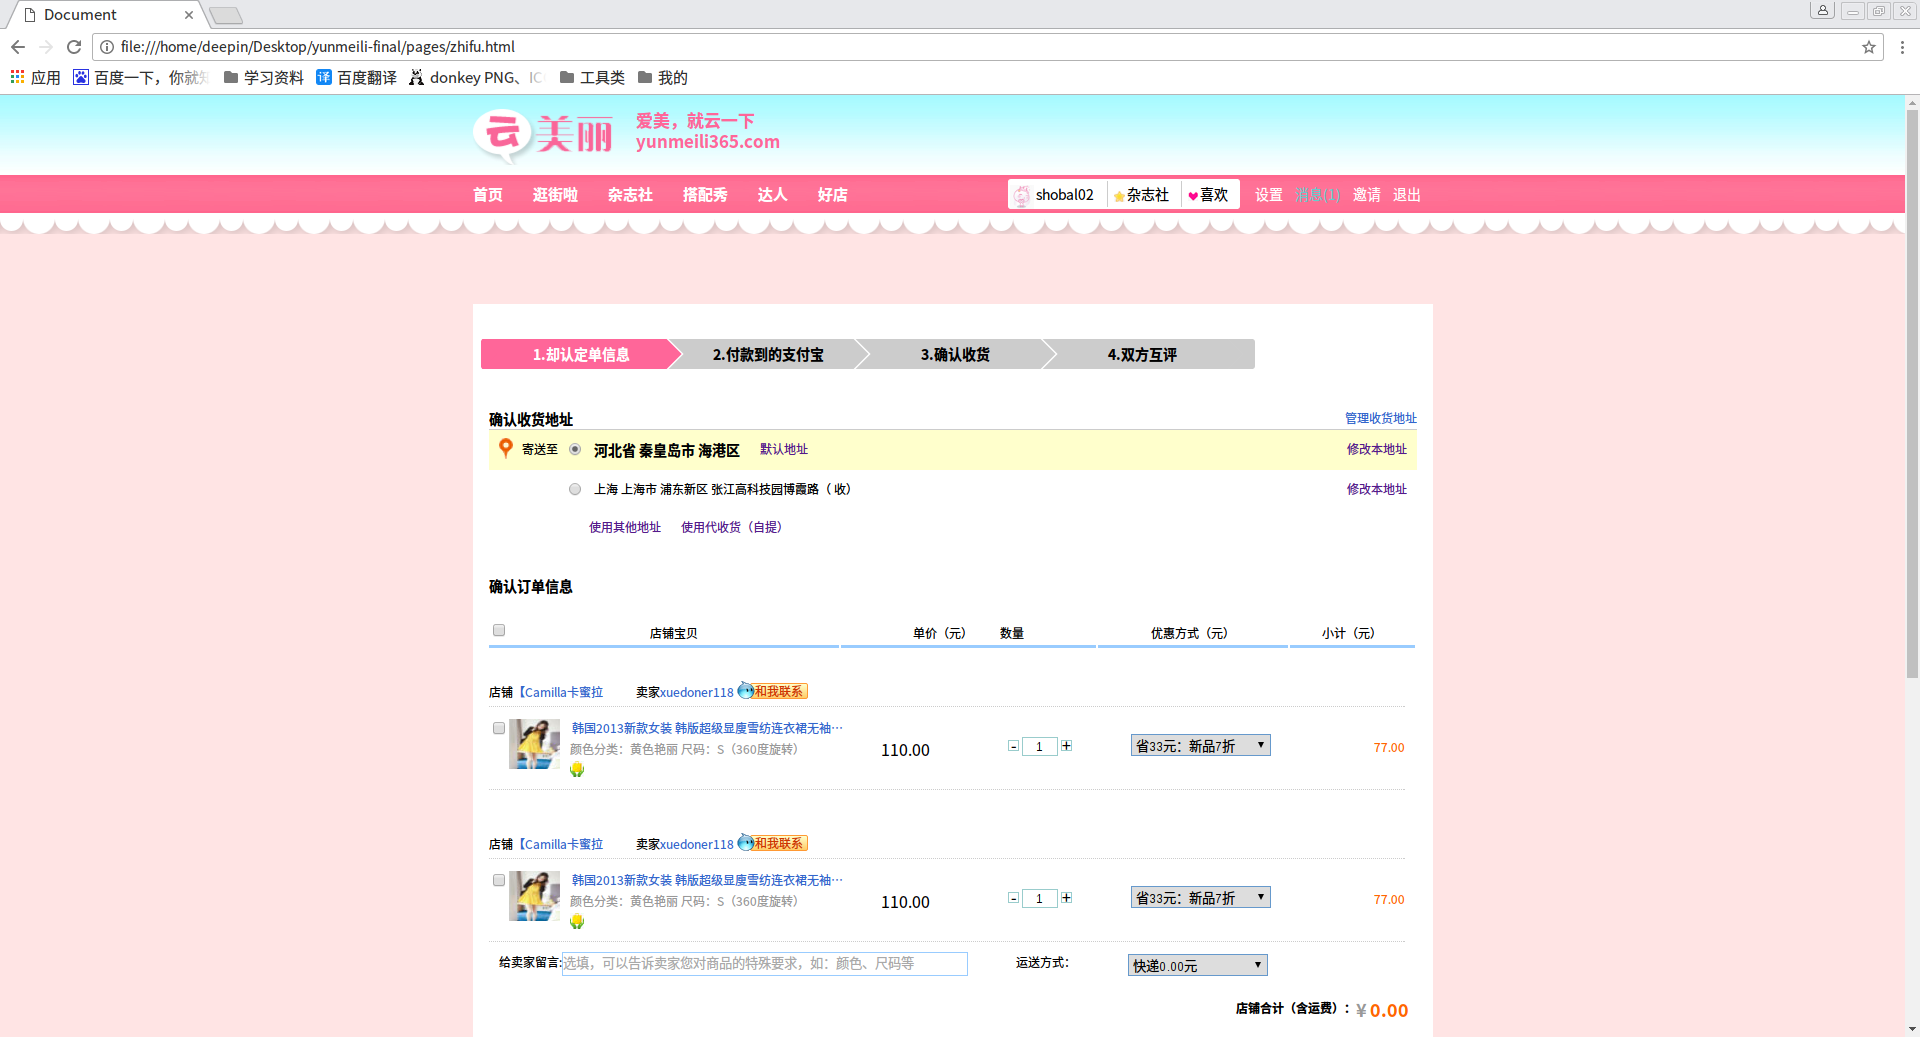 Document
file:///home/deepin/Desktop/yunmeili-final/pages/zhifu.html
应用 百度一下，你就知 学习资料 译 百度翻译 donkey PNG、IC 工具类 我的
云美丽 爱美，就云一下
yunmeili365.com
首页 逛街啦 杂志社 搭配秀 达人 好店 shobal02 杂志社 喜欢 设置 消息(1) 邀请 退出
1.却认定单信息 2.付款到的支付宝 3.确认收货 4.双方互评
确认收货地址 管理收货地址
寄送至 河北省 秦皇岛市 海港区 默认地址 修改本地址
上海 上海市 浦东新区 张江高科技园博霞路（ 收） 修改本地址
使用其他地址 使用代收货（自提）
确认订单信息
店铺宝贝 单价（元） 数量 优惠方式（元） 小计（元）
店铺【Camilla卡蜜拉 卖家xuedoner118 和我联系
韩国2013新款女装 韩版超级显廋雪纺连衣裙无袖…
颜色分类：黄色艳丽 尺码：S（360度旋转）
110.00 - 1 + 省33元：新品7折 77.00
店铺【Camilla卡蜜拉 卖家xuedoner118 和我联系
韩国2013新款女装 韩版超级显廋雪纺连衣裙无袖…
颜色分类：黄色艳丽 尺码：S（360度旋转）
110.00 - 1 + 省33元：新品7折 77.00
给卖家留言:选填，可以告诉卖家您对商品的特殊要求，如：颜色、尺码等 运送方式： 快递0.00元
店铺合计（含运费）：¥ 0.00